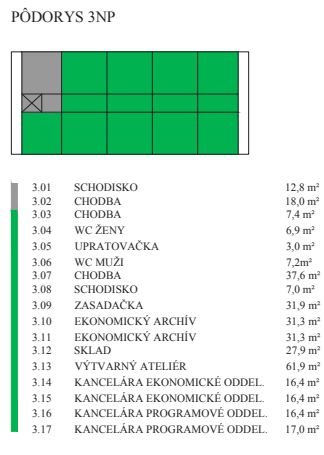 PÔDORYS 3NP
3.01 SCHODISKO 12,8 m²
3.02 CHODBA 18,0 m²
3.03 CHODBA 7,4 m²
3.04 WC ŽENY 6,9 m²
3.05 UPRATOVAČKA 3,0 m²
3.06 WC MUŽI 7,2m²
3.07 CHODBA 37,6 m²
3.08 SCHODISKO 7,0 m²
3.09 ZASADAČKA 31,9 m²
3.10 EKONOMICKÝ ARCHÍV 31,3 m²
3.11 EKONOMICKÝ ARCHÍV 31,3 m²
3.12 SKLAD 27,9 m²
3.13 VÝTVARNÝ ATELIÉR 61,9 m²
3.14 KANCELÁRA EKONOMICKÉ ODDEL. 16,4 m²
3.15 KANCELÁRA EKONOMICKÉ ODDEL. 16,4 m²
3.16 KANCELÁRA PROGRAMOVÉ ODDEL. 16,4 m²
3.17 KANCELÁRA PROGRAMOVÉ ODDEL. 17,0 m²